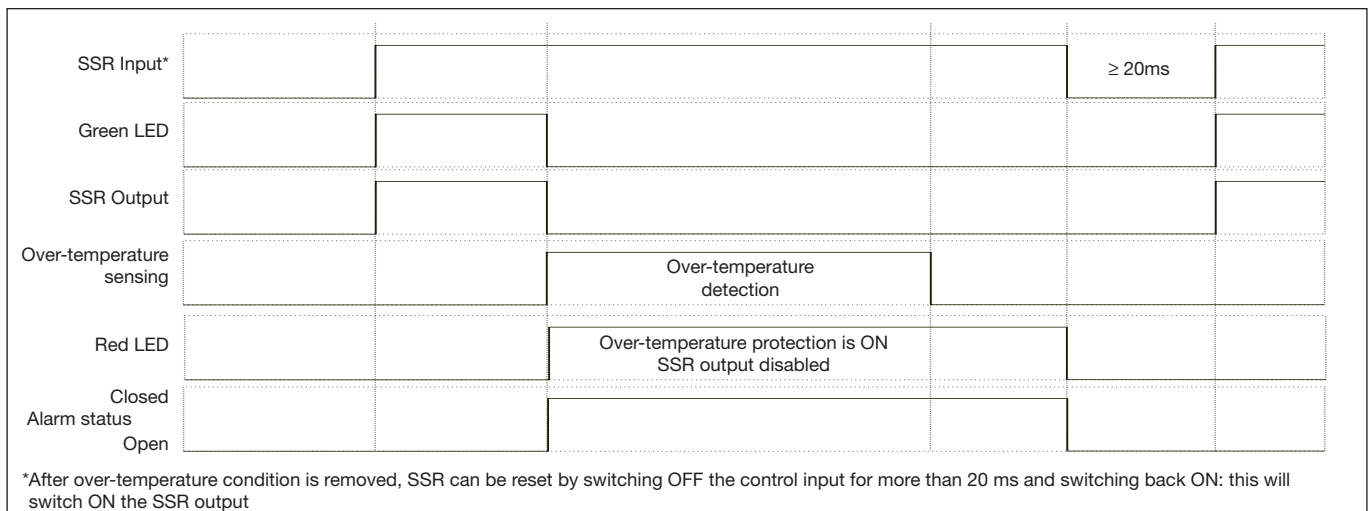 SSR Input*
≥ 20ms
Green LED
SSR Output
Over-temperature
sensing
Over-temperature
detection
Red LED
Over-temperature protection is ON
SSR output disabled
Closed
Alarm status
Open
*After over-temperature condition is removed, SSR can be reset by switching OFF the control input for more than 20 ms and switching back ON: this will
switch ON the SSR output